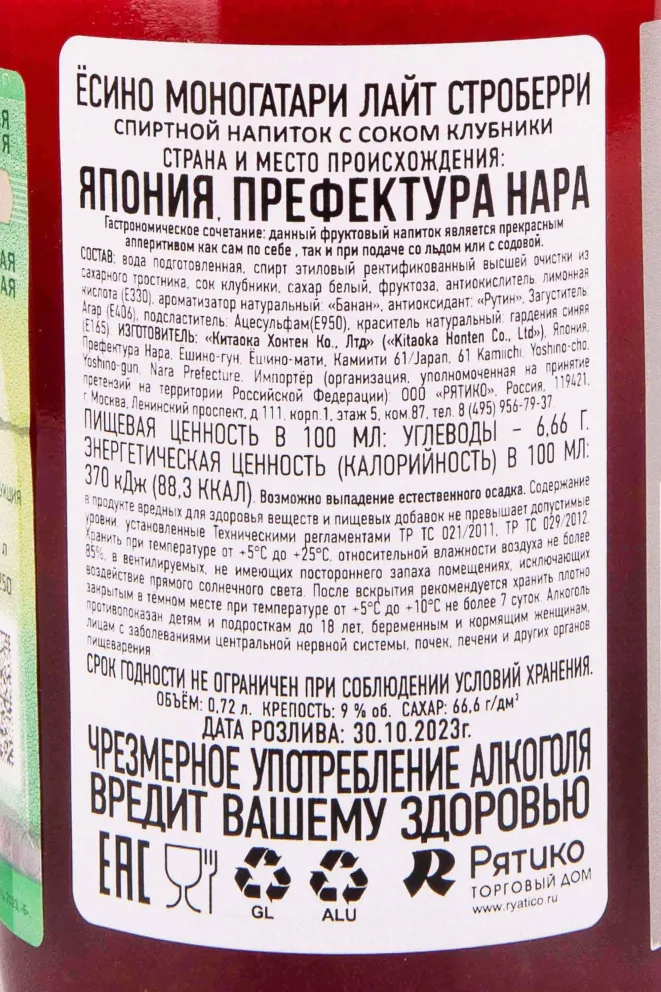 ЁСИНО МОНОГАТАРИ ЛАЙТ СТРОБЕРРИ
СПИРТНОЙ НАПИТОК С СОКОМ КЛУБНИКИ
СТРАНА И МЕСТО ПРОИСХОЖДЕНИЯ:
ЯПОНИЯ, ПРЕФЕКТУРА НАРА
Гастрономическое сочетание: данный фруктовый напиток является прекрасным
апперитивом как сам по себе , так и при подаче со льдом или с содовой.
СОСТАВ: вода подготовленная, спирт этиловый ректификованный высшей очистки из
сахарного тростника, сок клубники, сахар белый, фруктоза, антиокислитель: лимонная
кислота (Е330), ароматизатор натуральный: «Банан», антиоксидант: «Рутин», Загуститель:
Агар (Е406), подсластитель: Ацесульфам(Е950), краситель натуральный: гардения синяя
(Е165). ИЗГОТОВИТЕЛЬ: «Китаока Хонтен Ко., Лтд» («Kitaoka Honten Co., Ltd»), Япония,
Префектура Нара, Ёшино-гун, Ёшино-мати, Камиити 61/Japan, 61 Kamiichi, Yoshino-cho,
Yoshino-gun, Nara Prefecture. Импортёр (организация, уполномоченная на принятие
претензий на территории Российской Федерации): ООО «РЯТИКО», Россия, 119421,
г. Москва, Ленинский проспект, д 111, корп.1, этаж 5, ком.87, тел. 8 (495) 956-79-37.
ПИЩЕВАЯ ЦЕННОСТЬ В 100 МЛ: УГЛЕВОДЫ – 6,66 Г.
ЭНЕРГЕТИЧЕСКАЯ ЦЕННОСТЬ (КАЛОРИЙНОСТЬ) В 100 МЛ:
370 кДж (88,3 ККАЛ). Возможно выпадение естественного осадка. Содержание
в продукте вредных для здоровья веществ и пищевых добавок не превышает допустимые
уровни, установленные Техническими регламентами ТР ТС 021/2011, ТР ТС 029/2012.
Хранить при температуре от +5°С до +25°С, относительной влажности воздуха не более
85%, в вентилируемых, не имеющих постороннего запаха помещениях, исключающих
воздействие прямого солнечного света. После вскрытия рекомендуется хранить плотно
закрытым в тёмном месте при температуре от +5°С до +10°С не более 7 суток. Алкоголь
противопоказан детям и подросткам до 18 лет, беременным и кормящим женщинам,
лицам с заболеваниями центральной нервной системы, почек, печени и других органов
пищеварения
СРОК ГОДНОСТИ НЕ ОГРАНИЧЕН ПРИ СОБЛЮДЕНИИ УСЛОВИЙ ХРАНЕНИЯ.
ОБЪЁМ: 0.72 л. КРЕПОСТЬ: 9 % об. САХАР: 66,6 г/дм³
ДАТА РОЗЛИВА: 30.10.2023г.
ЧРЕЗМЕРНОЕ УПОТРЕБЛЕНИЕ АЛКОГОЛЯ
ВРЕДИТ ВАШЕМУ ЗДОРОВЬЮ
ЕАС
GL
ALU
РЯТИКО
ТОРГОВЫЙ ДОМ
www.ryatico.ru